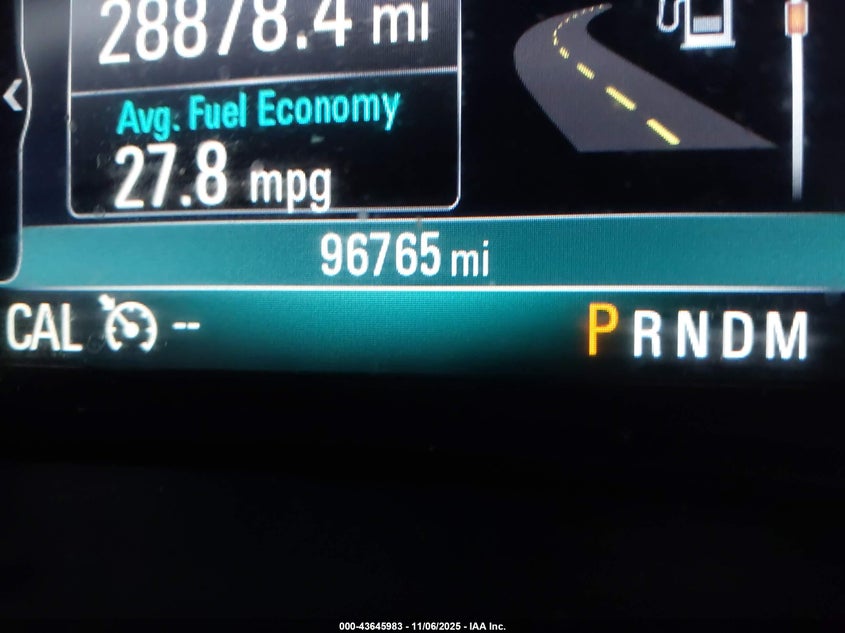 28878.4 mi
Avg. Fuel Economy
27.8 mpg
96765 mi
CAL -- P R N D M
000-43645983 - 11/06/2025 - IAA Inc.